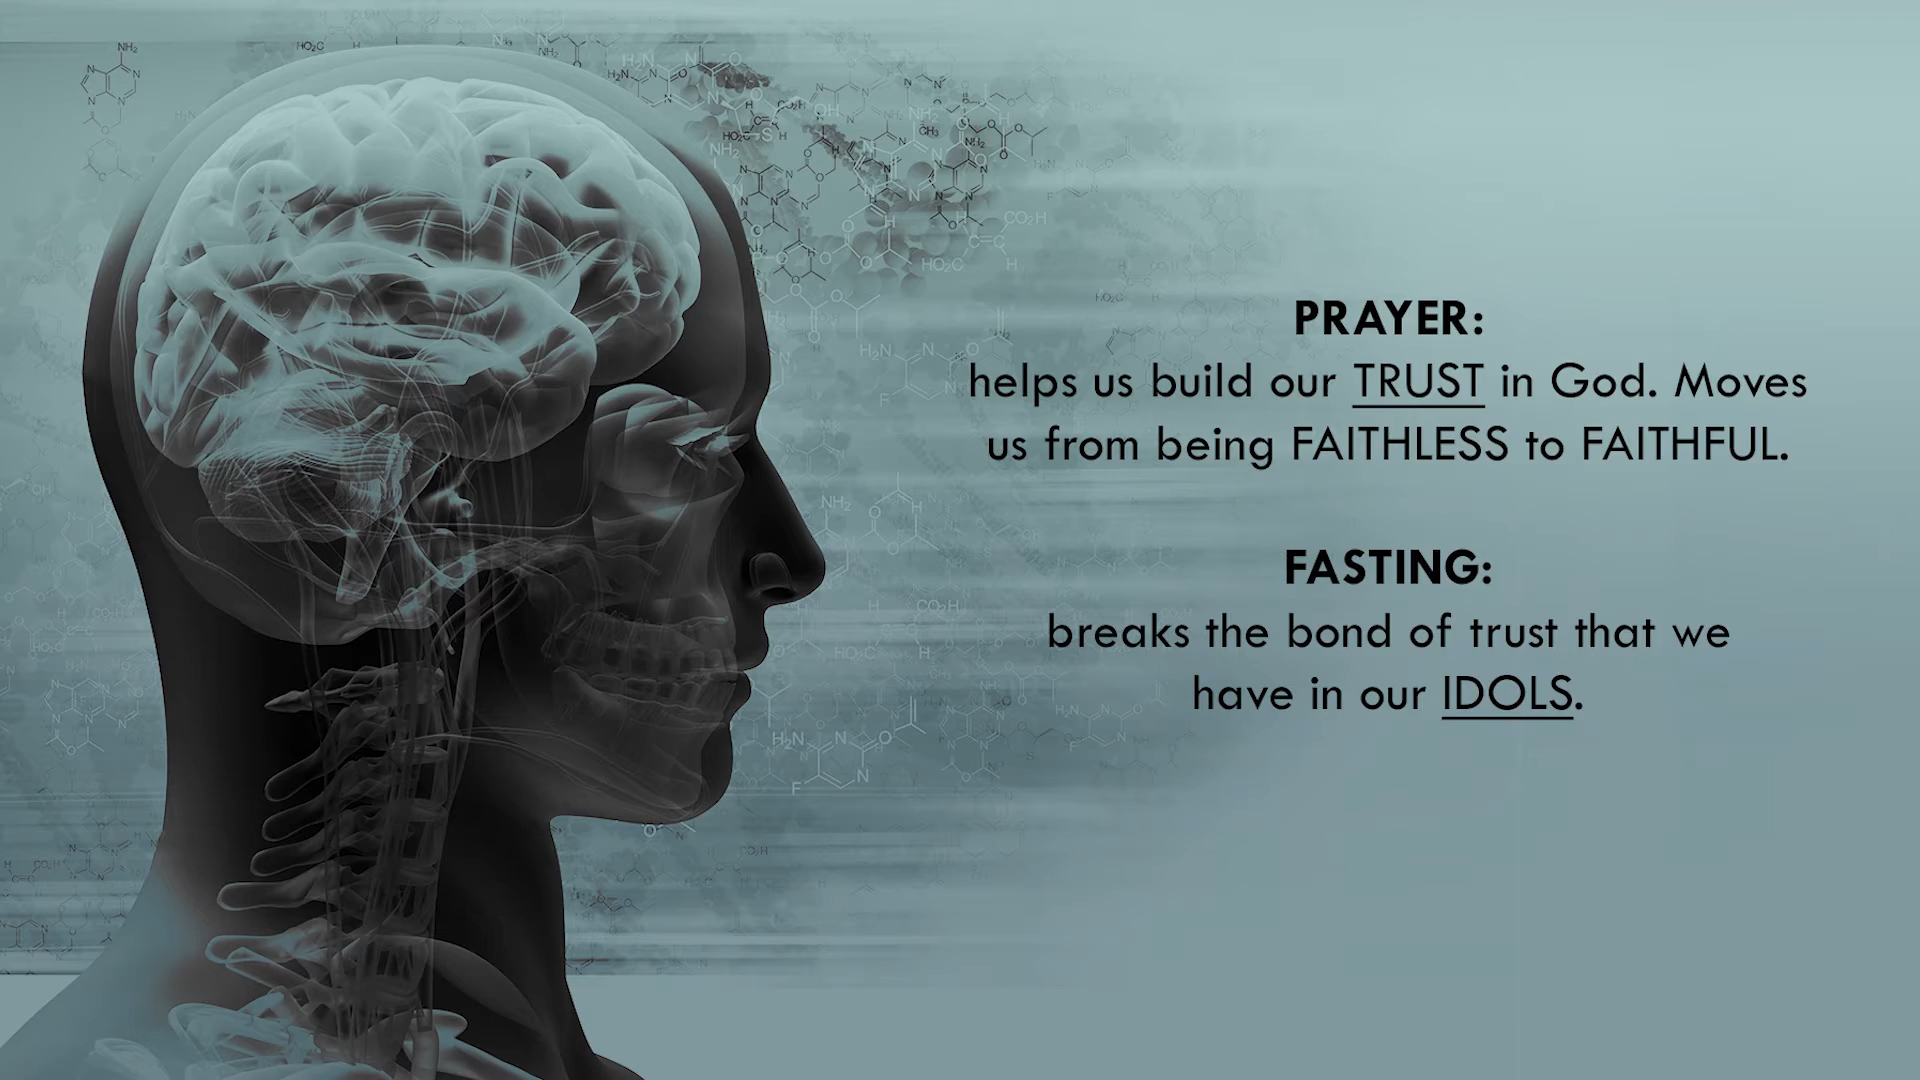 PRAYER:
helps us build our TRUST in God. Moves
us from being FAITHLESS to FAITHFUL.
FASTING:
breaks the bond of trust that we
have in our IDOLS.